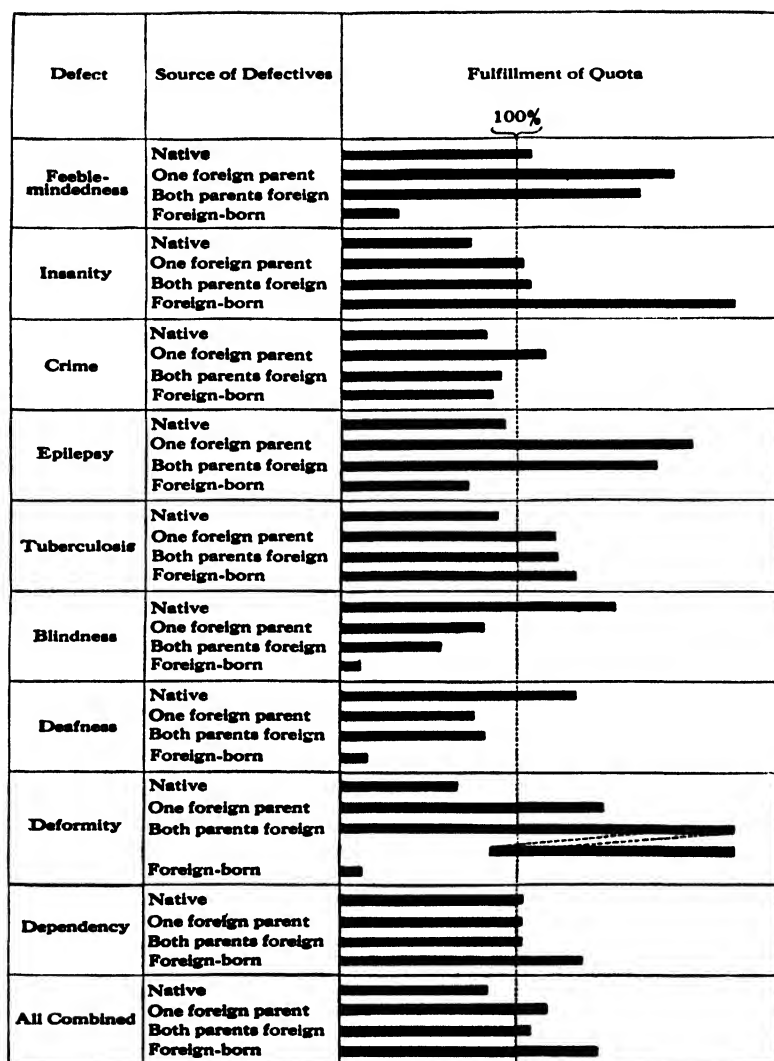 Defect Source of Defectives Fulfillment of Quota
100%
Feeble-
mindedness
Native
One foreign parent
Both parents foreign
Foreign-born
Insanity
Native
One foreign parent
Both parents foreign
Foreign-born
Crime
Native
One foreign parent
Both parents foreign
Foreign-born
Epilepsy
Native
One foreign parent
Both parents foreign
Foreign-born
Tuberculosis
Native
One foreign parent
Both parents foreign
Foreign-born
Blindness
Native
One foreign parent
Both parents foreign
Foreign-born
Deafness
Native
One foreign parent
Both parents foreign
Foreign-born
Deformity
Native
One foreign parent
Both parents foreign
Foreign-born
Dependency
Native
One foreign parent
Both parents foreign
Foreign-born
All Combined
Native
One foreign parent
Both parents foreign
Foreign-born